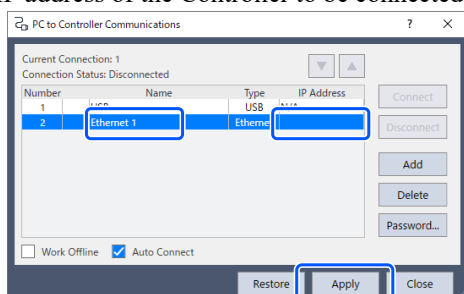 IP address of the Controller to be connected
PC to Controller Communications ? ×
Current Connection: 1
Connection Status: Disconnected
Number Name Type IP Address
1 USB USB N/A
2 Ethernet 1 Ethernet
Connect
Disconnect
Add
Delete
Password...
Work Offline Auto Connect
Restore Apply Close